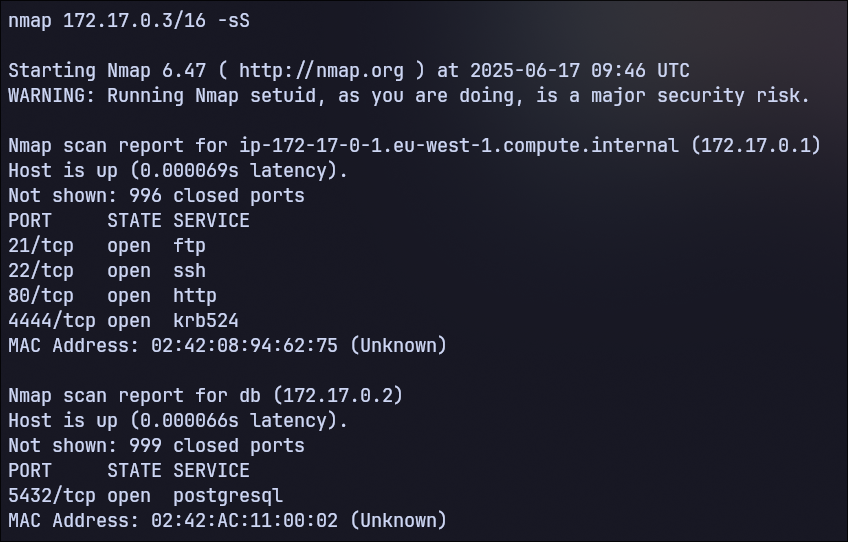 nmap 172.17.0.3/16 -sS
Starting Nmap 6.47 ( http://nmap.org ) at 2025-06-17 09:46 UTC
WARNING: Running Nmap setuid, as you are doing, is a major security risk.
Nmap scan report for ip-172-17-0-1.eu-west-1.compute.internal (172.17.0.1)
Host is up (0.000069s latency).
Not shown: 996 closed ports
PORT     STATE SERVICE
21/tcp   open  ftp
22/tcp   open  ssh
80/tcp   open  http
4444/tcp open  krb524
MAC Address: 02:42:08:94:62:75 (Unknown)
Nmap scan report for db (172.17.0.2)
Host is up (0.000066s latency).
Not shown: 999 closed ports
PORT     STATE SERVICE
5432/tcp open  postgresql
MAC Address: 02:42:AC:11:00:02 (Unknown)